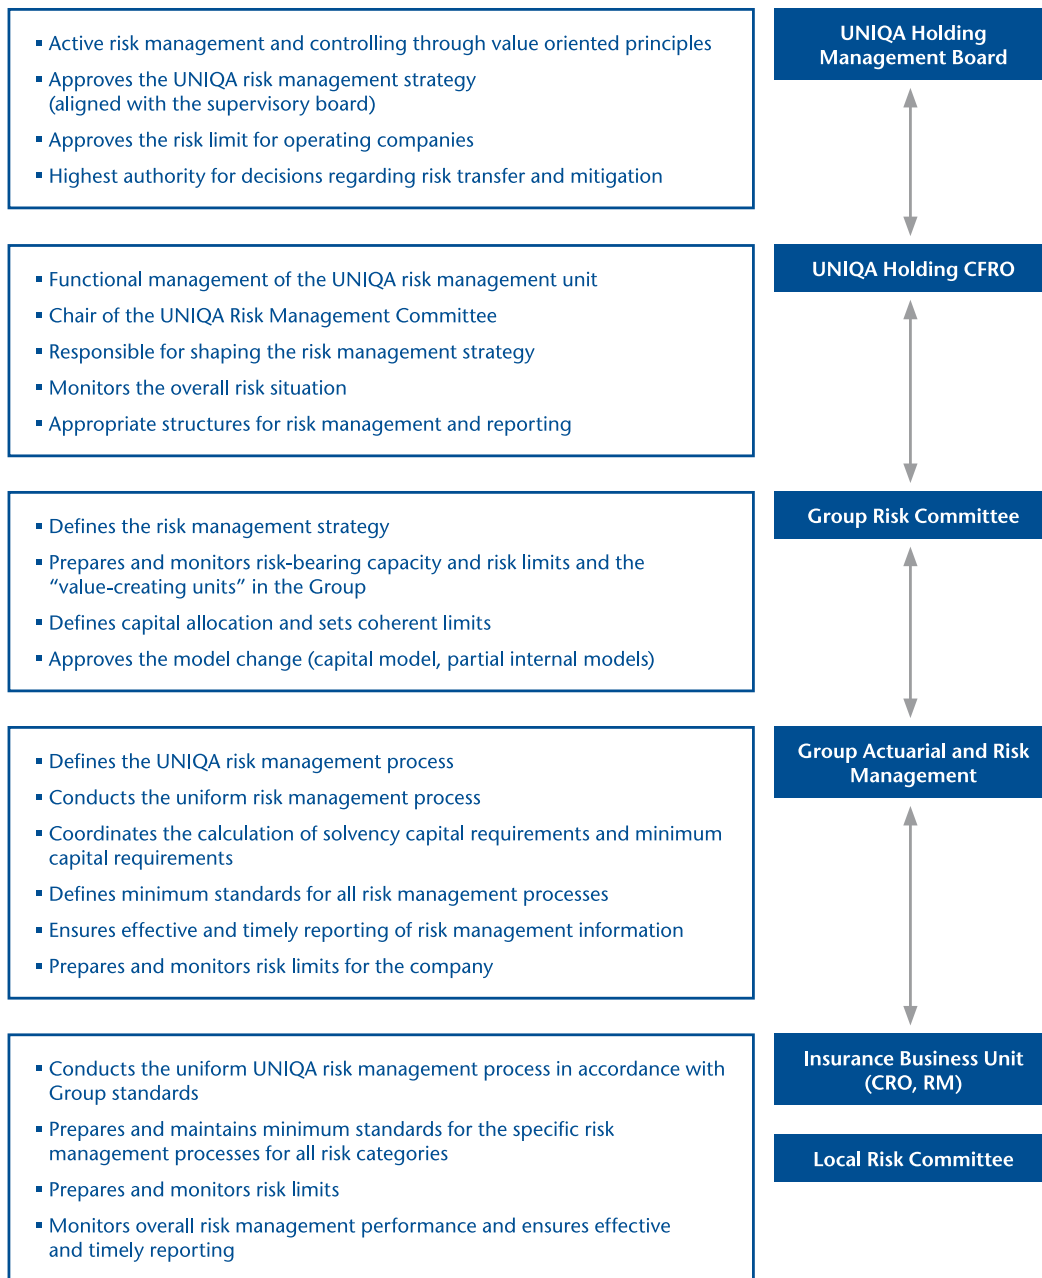 ▪ Active risk management and controlling through value oriented principles
▪ Approves the UNIQA risk management strategy
(aligned with the supervisory board)
▪ Approves the risk limit for operating companies
▪ Highest authority for decisions regarding risk transfer and mitigation
UNIQA Holding
Management Board
▪ Functional management of the UNIQA risk management unit
▪ Chair of the UNIQA Risk Management Committee
▪ Responsible for shaping the risk management strategy
▪ Monitors the overall risk situation
▪ Appropriate structures for risk management and reporting
UNIQA Holding CFRO
▪ Defines the risk management strategy
▪ Prepares and monitors risk-bearing capacity and risk limits and the
“value-creating units” in the Group
▪ Defines capital allocation and sets coherent limits
▪ Approves the model change (capital model, partial internal models)
Group Risk Committee
▪ Defines the UNIQA risk management process
▪ Conducts the uniform risk management process
▪ Coordinates the calculation of solvency capital requirements and minimum
capital requirements
▪ Defines minimum standards for all risk management processes
▪ Ensures effective and timely reporting of risk management information
▪ Prepares and monitors risk limits for the company
Group Actuarial and Risk
Management
▪ Conducts the uniform UNIQA risk management process in accordance with
Group standards
▪ Prepares and maintains minimum standards for the specific risk
management processes for all risk categories
▪ Prepares and monitors risk limits
▪ Monitors overall risk management performance and ensures effective
and timely reporting
Insurance Business Unit
(CRO, RM)
Local Risk Committee